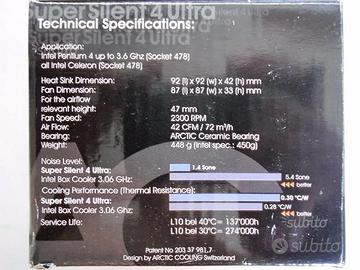 Super Silent 4 Ultra
Technical Specifications:
Application:
Intel Pentium 4 up to 3.6 Ghz (Socket 478)
all Intel Celeron (Socket 478)
Heat Sink Dimension: 92 (l) x 92 (w) x 42 (h) mm
Fan Dimension: 87 (l) x 87 (w) x 33 (h) mm
For the airflow
relevant height: 47 mm
Fan Speed: 2300 RPM
Air Flow: 42 CFM / 72 m³/h
Bearing: ARCTIC Ceramic Bearing
Weight: 448 g (intel spec.: 450g)
Noise Level:
Super Silent 4 Ultra: 1.4 Sone
Intel Box Cooler 3.06 Ghz: 5.4 Sone
better
Cooling Performance (Thermal Resistance):
Super Silent 4 Ultra: 0.30 °C/W
Intel Box Cooler 3.06 Ghz: 0.28 °C/W
better
Service Life: L10 bei 40°C= 137'000h
L10 bei 30°C= 274'000h
Patent No 203 37 981.7
Design by ARCTIC COOLING Switzerland
subito
subito